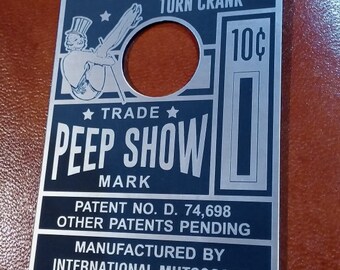 TURN CRANK
10¢
TRADE
PEEP SHOW
MARK
PATENT NO. D. 74,698
OTHER PATENTS PENDING
MANUFACTURED BY
INTERNATIONAL